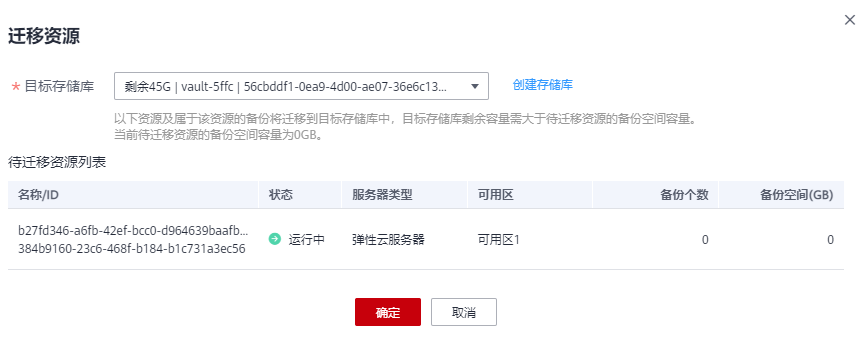 迁移资源
* 目标存储库 剩余45G | vault-5ffc | 56cbddf1-0ea9-4d00-ae07-36e6c13... 创建存储库
以下资源及属于该资源的备份将迁移到目标存储库中，目标存储库剩余容量需大于待迁移资源的备份空间容量。
当前待迁移资源的备份空间容量为0GB。
待迁移资源列表
名称/ID 状态 服务器类型 可用区 备份个数 备份空间(GB)
b27fd346-a6fb-42ef-bcc0-d964639baafb...
384b9160-23c6-468f-b184-b1c731a3ec56
运行中 弹性云服务器 可用区1 0 0
确定 取消